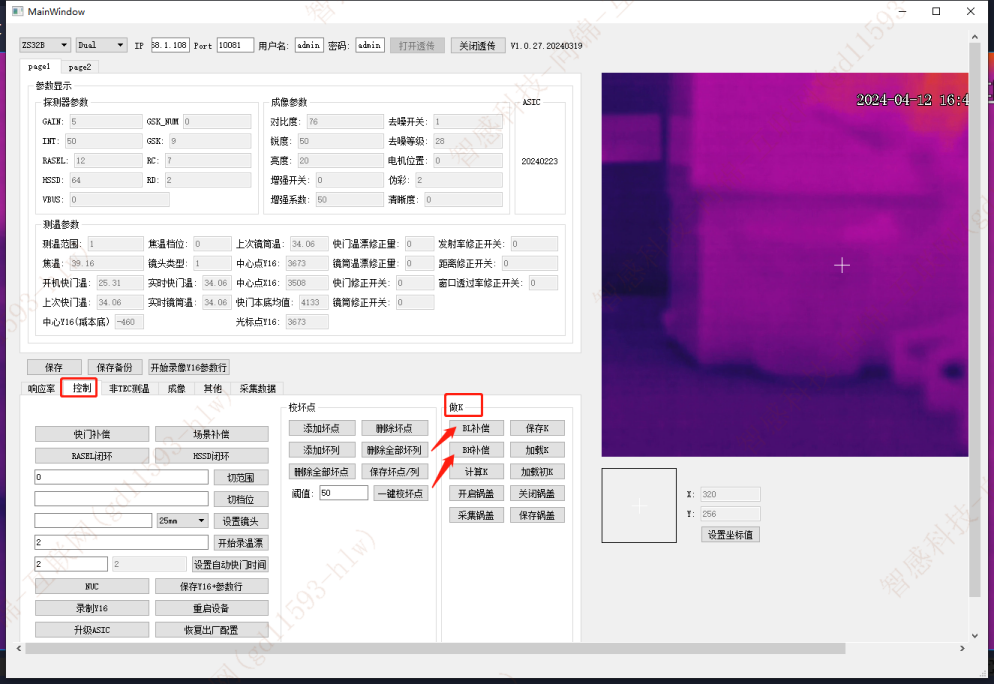 MainWindow
ZS32B Dual IP 58.1.108 Port 10081 用户名: admin 密码: admin 打开透传 关闭透传 V1.0.27.20240319
page1 page2
参数显示
探测器参数 成像参数 ASIC
GAIN: 5 GSK_NUM 0 对比度: 76 去噪开关: 1
INT: 50 GSK: 9 锐度: 50 去噪等级: 28
RASEL: 12 RC: 7 亮度: 20 电机位置: 0 20240223
HSSD: 64 RD: 2 增强开关: 0 伪彩: 2
VBUS: 0 增强系数: 50 清晰度: 0
测温参数
测温范围: 1 焦温档位: 0 上次镜筒温: 34.06 快门温漂修正量: 0 发射率修正开关: 0
焦温: 39.16 镜头类型: 1 中心点Y16: 3673 镜筒温漂修正量: 0 距离修正开关: 0
开机快门温: 25.31 实时快门温: 34.06 中心点X16: 3508 快门修正开关: 0 窗口透过率修正开关: 0
上次快门温: 34.06 实时镜筒温: 34.06 快门本底均值: 4133 镜筒修正开关: 0
中心Y16(减本底) -460 光标点Y16: 3673
保存 保存备份 开始录像Y16参数行
响应率 控制 非TEC测温 成像 其他 采集数据
校坏点 做K
快门补偿 场景补偿 添加坏点 删除坏点 BL补偿 保存K
RASEL闭环 HSSD闭环 添加坏列 删除全部坏列 BH补偿 加载K
0 切范围 删除全部坏点 保存坏点/列 计算K 加载初K
切档位 阈值: 50 一键校坏点 开启锅盖 关闭锅盖
25mm 设置镜头 采集锅盖 保存锅盖
2 开始录温漂
2 2 设置自动快门时间
NUC 保存Y16+参数行
录制Y16 重启设备
升级ASIC 恢复出厂配置
2024-04-12 16:4
X: 320
Y: 256
设置坐标值